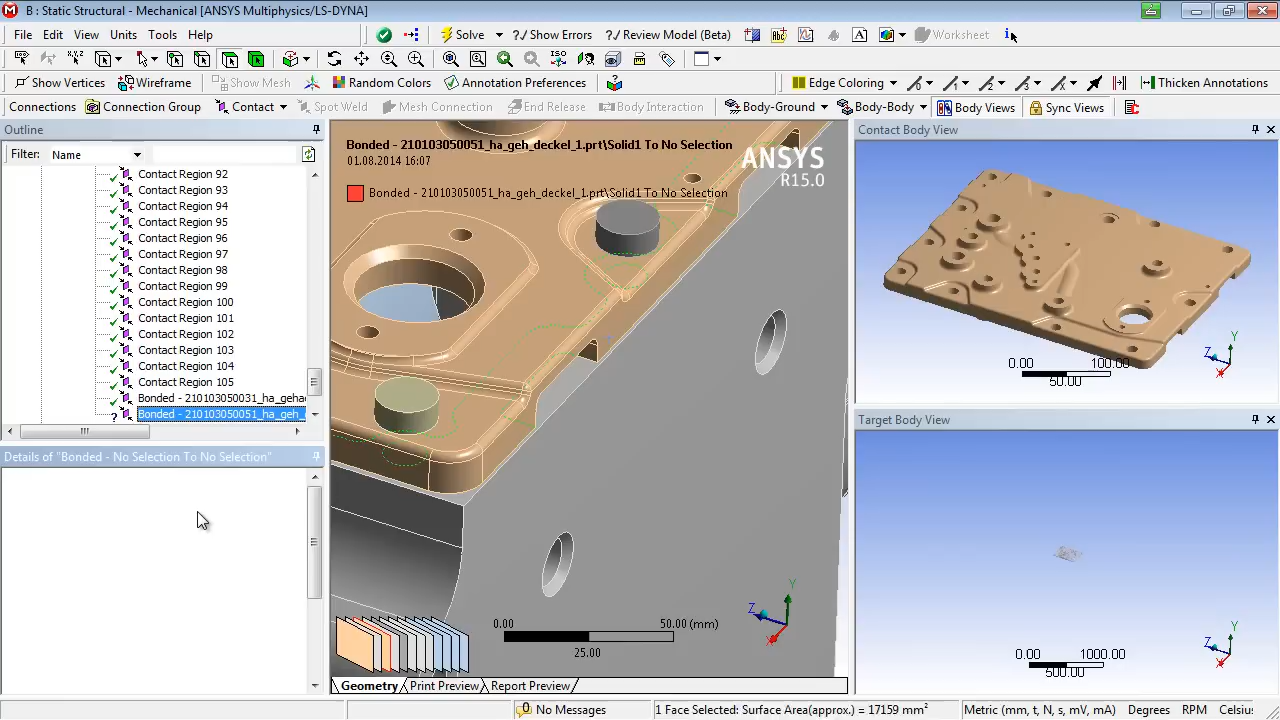 B : Static Structural - Mechanical [ANSYS Multiphysics/LS-DYNA]
File Edit View Units Tools Help
Solve ?/ Show Errors Review Model (Beta) A Worksheet i
Show Vertices Wireframe Show Mesh Random Colors Annotation Preferences Edge Coloring Thicken Annotations
Connections Connection Group Contact Spot Weld Mesh Connection End Release Body Interaction Body-Ground Body-Body Body Views Sync Views
Outline
Filter: Name
Contact Region 92
Contact Region 93
Contact Region 94
Contact Region 95
Contact Region 96
Contact Region 97
Contact Region 98
Contact Region 99
Contact Region 100
Contact Region 101
Contact Region 102
Contact Region 103
Contact Region 104
Contact Region 105
Bonded - 210103050031_ha_geha
Bonded - 210103050051_ha_geh_
Details of "Bonded - No Selection To No Selection"
Bonded - 210103050051_ha_geh_deckel_1.prt\Solid1 To No Selection
01.08.2014 16:07
Bonded - 210103050051_ha_geh_deckel_1.prt\Solid1 To No Selection
ANSYS
R15.0
0.00 50.00 (mm)
25.00
Y
Z
X
Geometry Print Preview Report Preview
Contact Body View
0.00 100.00
50.00
Y
Z
X
Target Body View
0.00 1000.00
500.00
Y
Z
X
0 No Messages 1 Face Selected: Surface Area(approx.) = 17159 mm² Metric (mm, t, N, s, mV, mA) Degrees RPM Celsiu